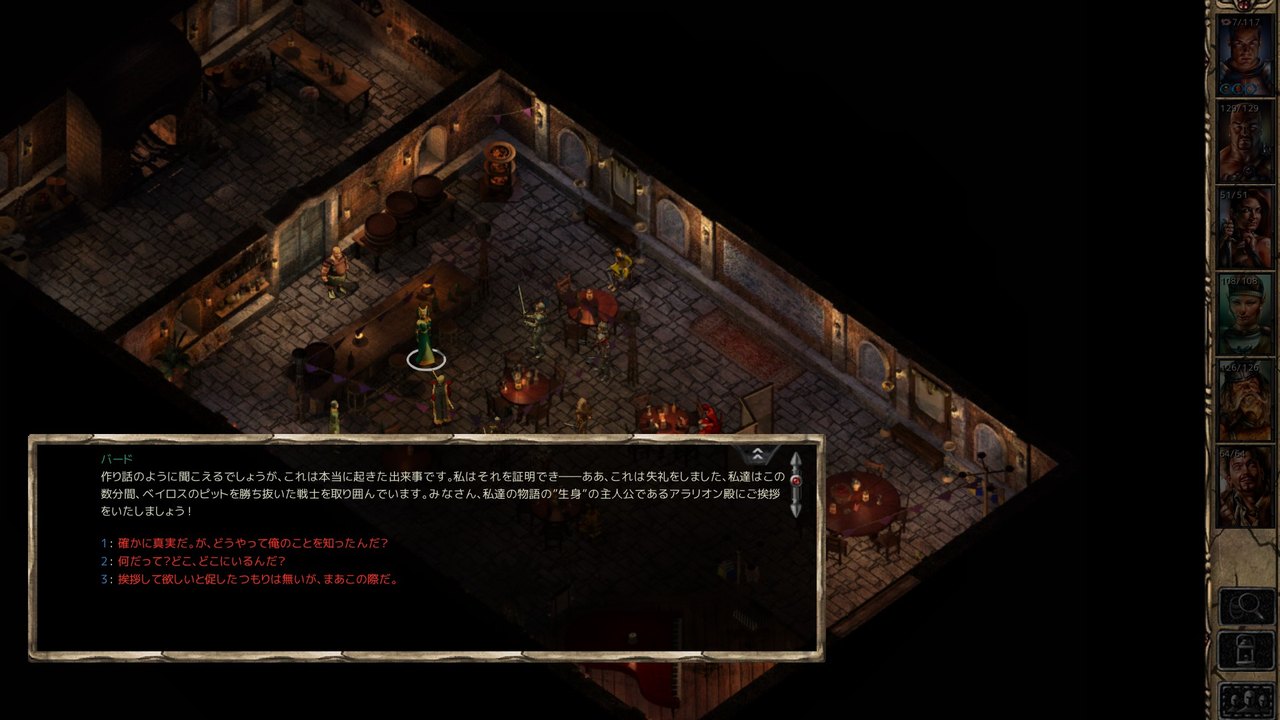 7/117
129/129
51/51
108/108
126/126
64/64
バード
作り話のように聞こえるでしょうが、これは本当に起きた出来事です。私はそれを証明でき――ああ、これは失礼をしました、私達はこの
数分間、ベイロスのピットを勝ち抜いた戦士を取り囲んでいます。みなさん、私達の物語の”生身”の主人公であるアラリオン殿にご挨拶
をいたしましょう！
1: 確かに真実だ。が、どうやって俺のことを知ったんだ？
2: 何だって？どこ、どこにいるんだ？
3: 挨拶して欲しいと促したつもりは無いが、まあこの際だ。